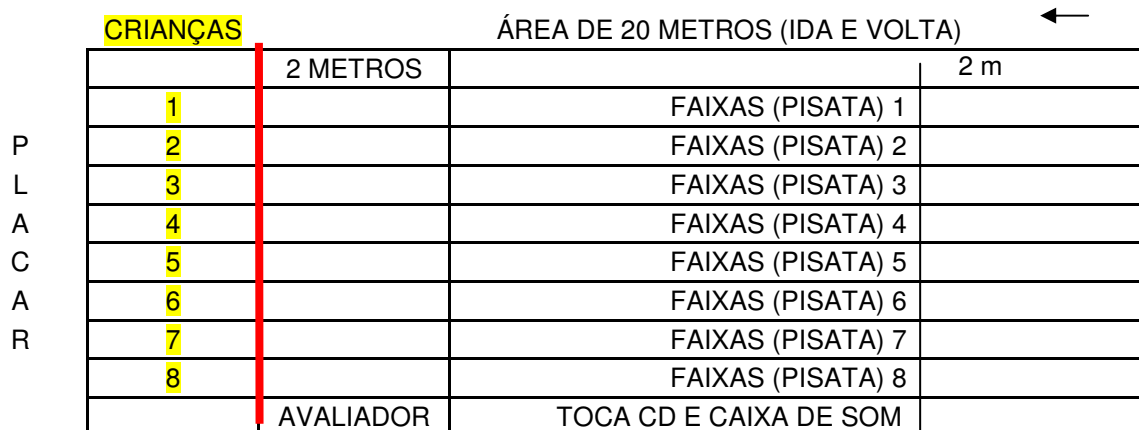 CRIANÇAS ÁREA DE 20 METROS (IDA E VOLTA)
2 METROS 2 m
1 FAIXAS (PISATA) 1
P 2 FAIXAS (PISATA) 2
L 3 FAIXAS (PISATA) 3
A 4 FAIXAS (PISATA) 4
C 5 FAIXAS (PISATA) 5
A 6 FAIXAS (PISATA) 6
R 7 FAIXAS (PISATA) 7
8 FAIXAS (PISATA) 8
AVALIADOR TOCA CD E CAIXA DE SOM